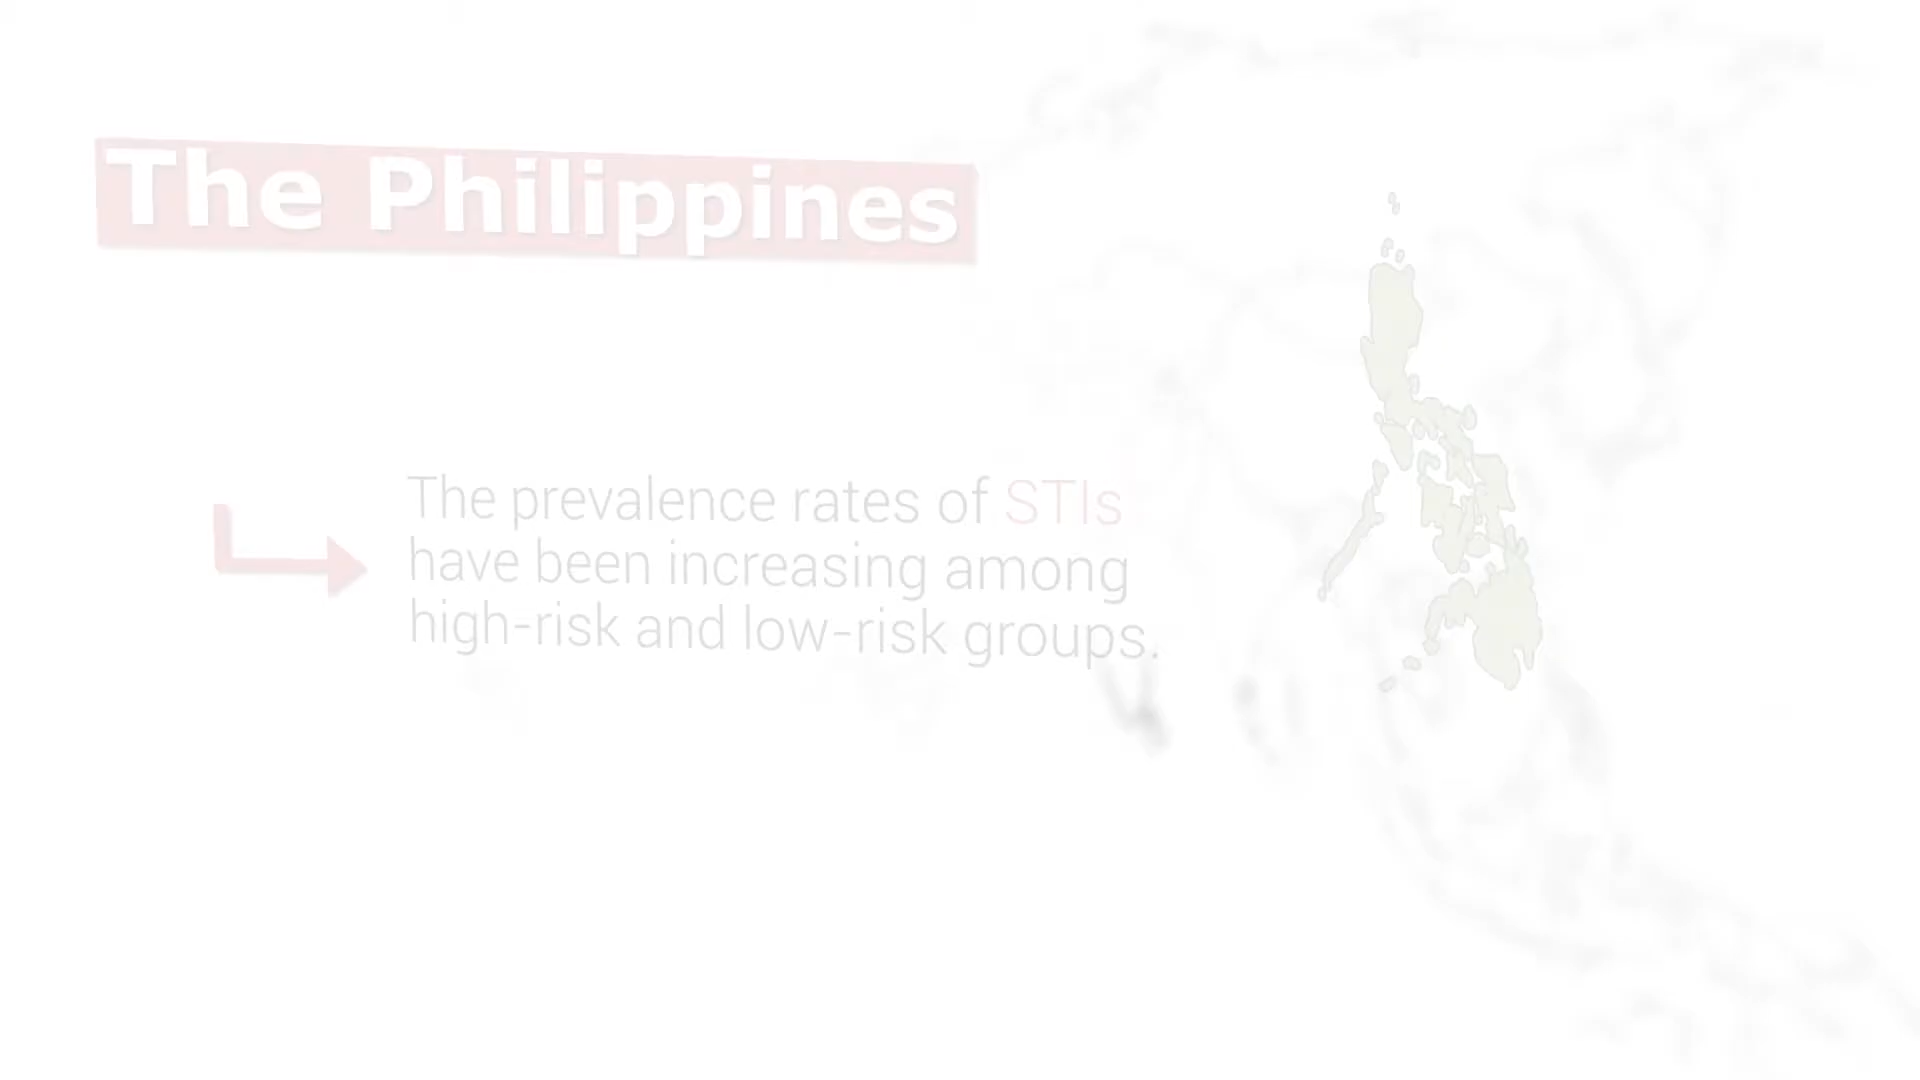 The Philippines
The prevalence rates of STIs
have been increasing among
high-risk and low-risk groups.